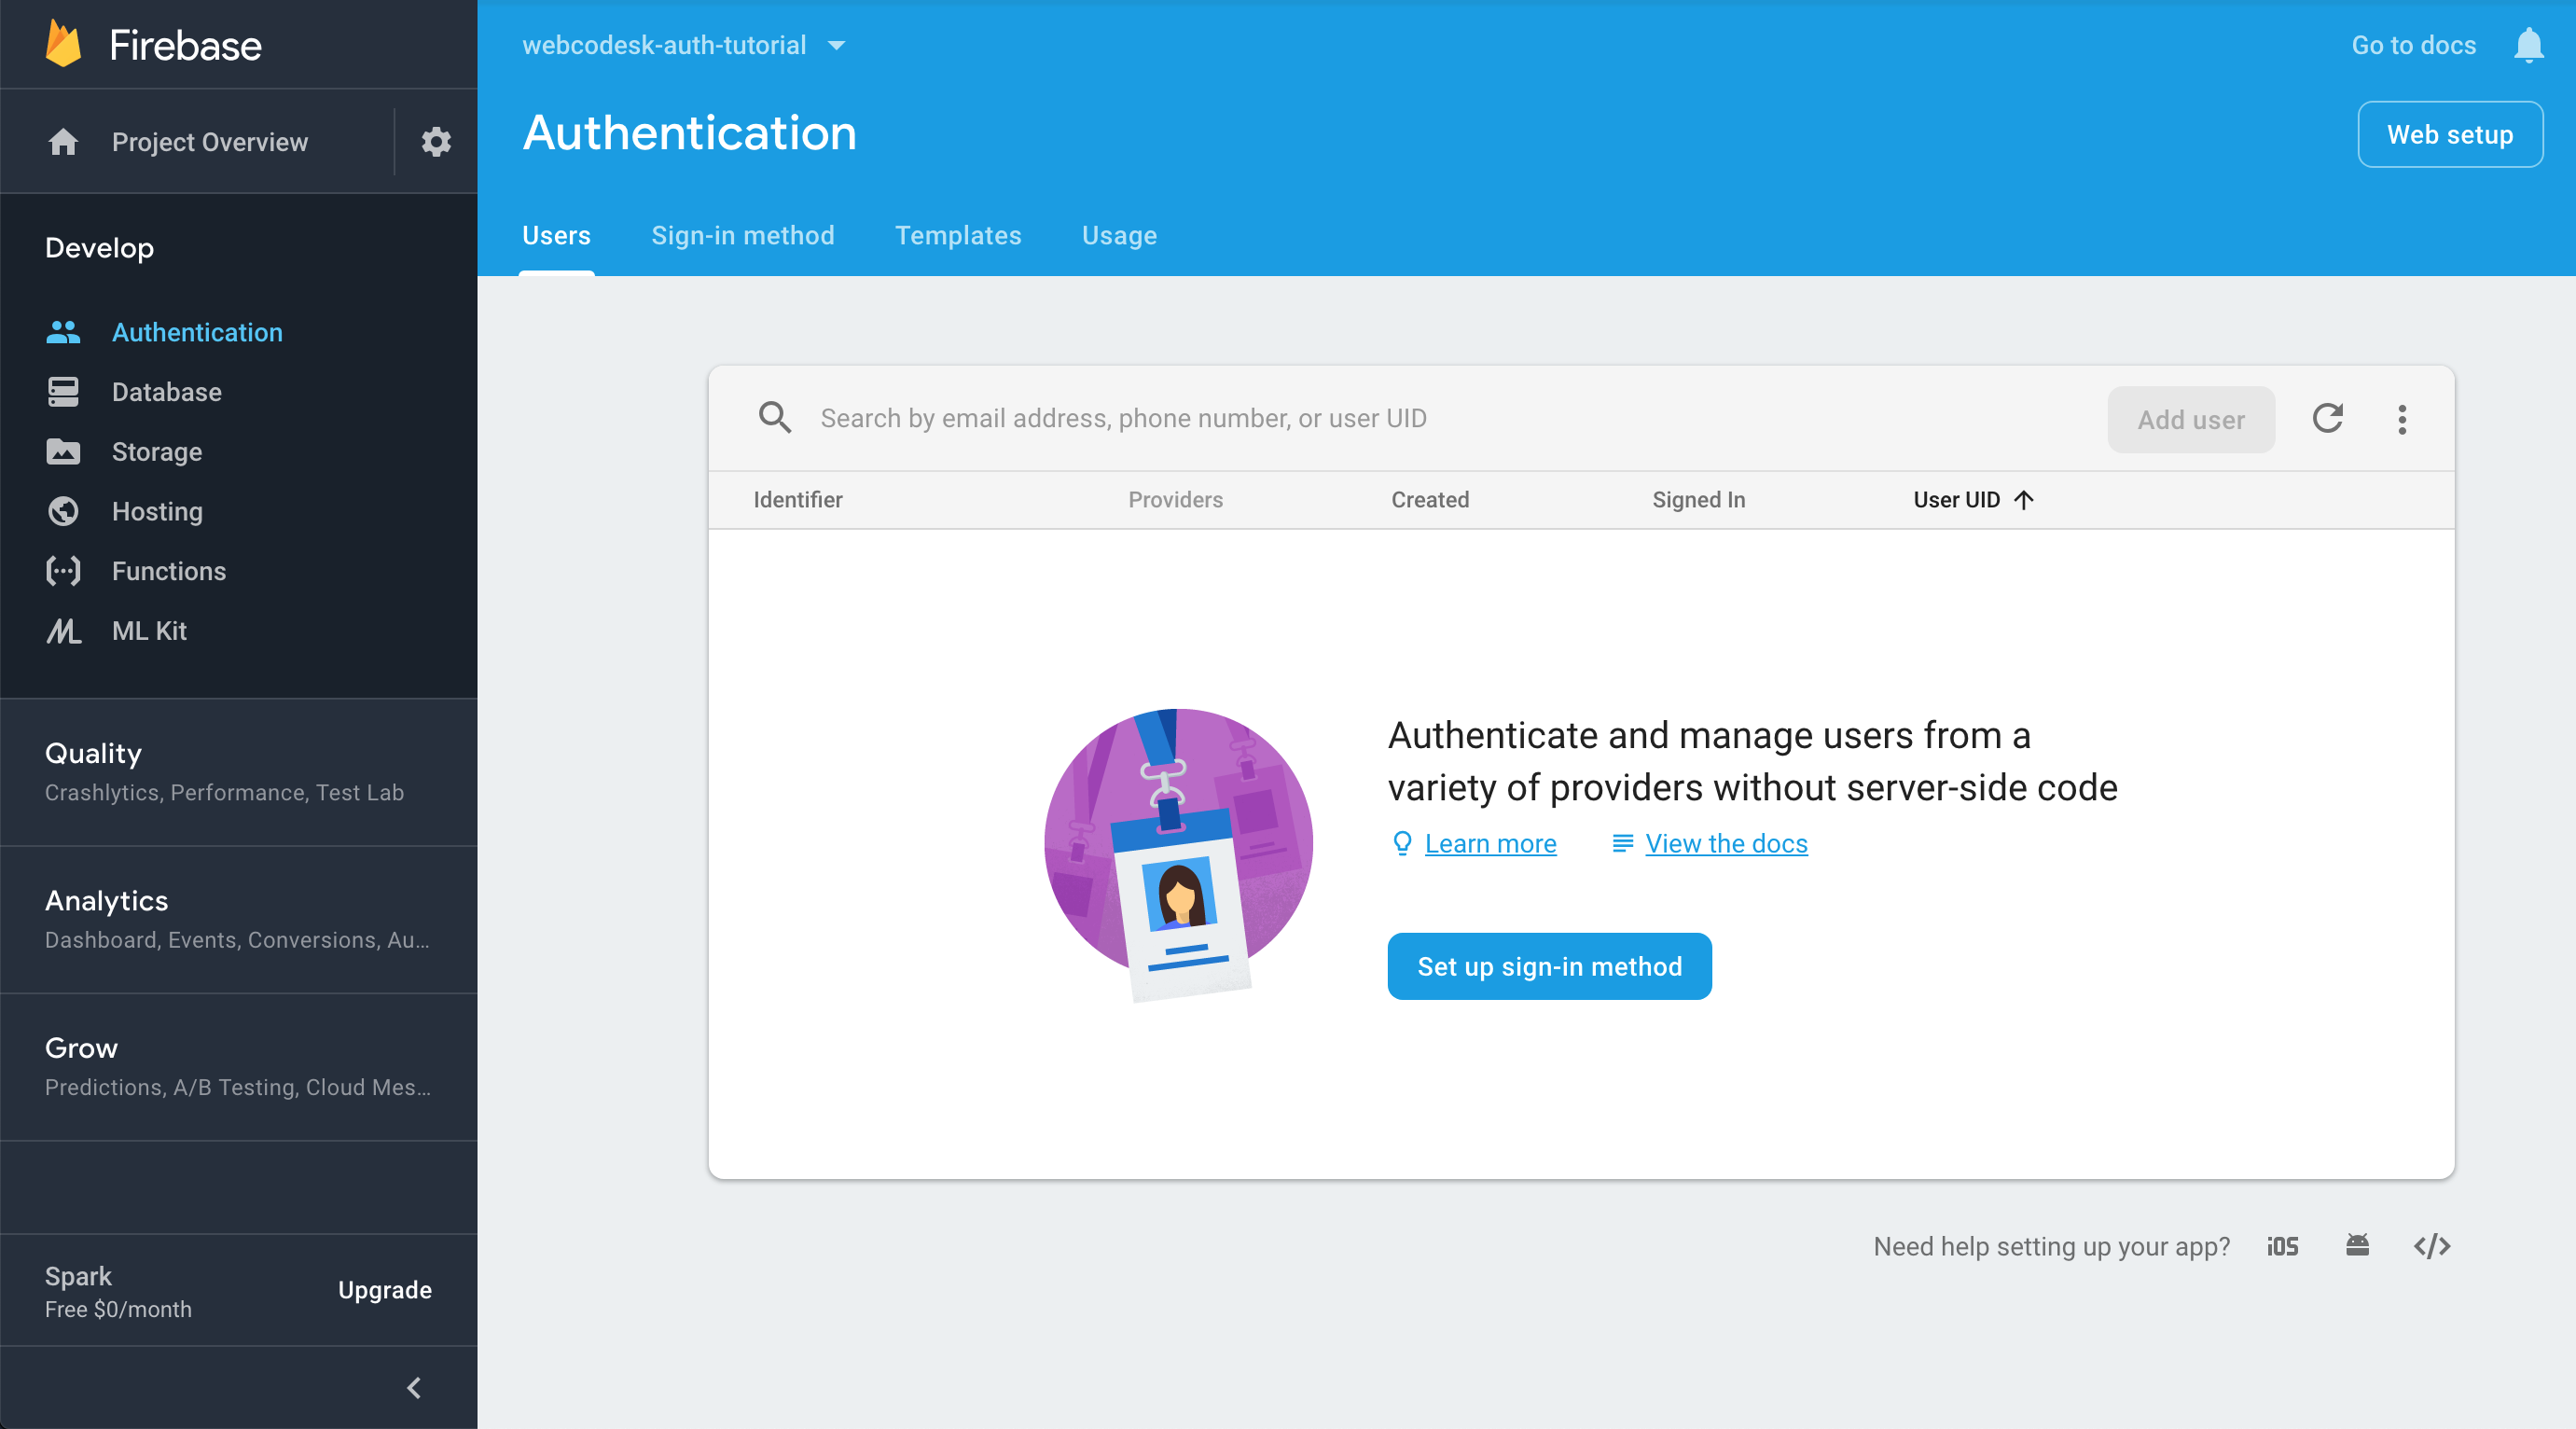 Firebase
Project Overview
Develop
Authentication
Database
Storage
Hosting
Functions
ML Kit
Quality
Crashlytics, Performance, Test Lab
Analytics
Dashboard, Events, Conversions, Au...
Grow
Predictions, A/B Testing, Cloud Mes...
Spark
Free $0/month
Upgrade
webcodesk-auth-tutorial
Go to docs
Authentication
Web setup
Users Sign-in method Templates Usage
Search by email address, phone number, or user UID
Add user
Identifier Providers Created Signed In User UID
Authenticate and manage users from a
variety of providers without server-side code
Learn more View the docs
Set up sign-in method
Need help setting up your app? iOS